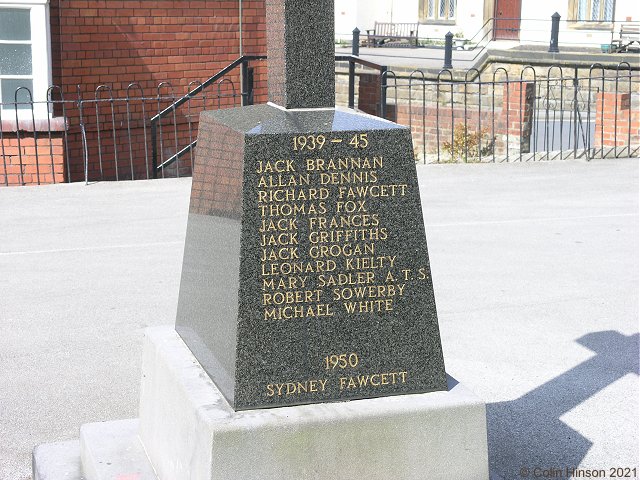 1939 - 45
JACK BRANNAN
ALLAN DENNIS
RICHARD FAWCETT
THOMAS FOX
JACK FRANCES
JACK GRIFFITHS
JACK GROGAN
LEONARD KIELTY
MARY SADLER A.T.S.
ROBERT SOWERBY
MICHAEL WHITE
1950
SYDNEY FAWCETT
© Colin Hinson 2021